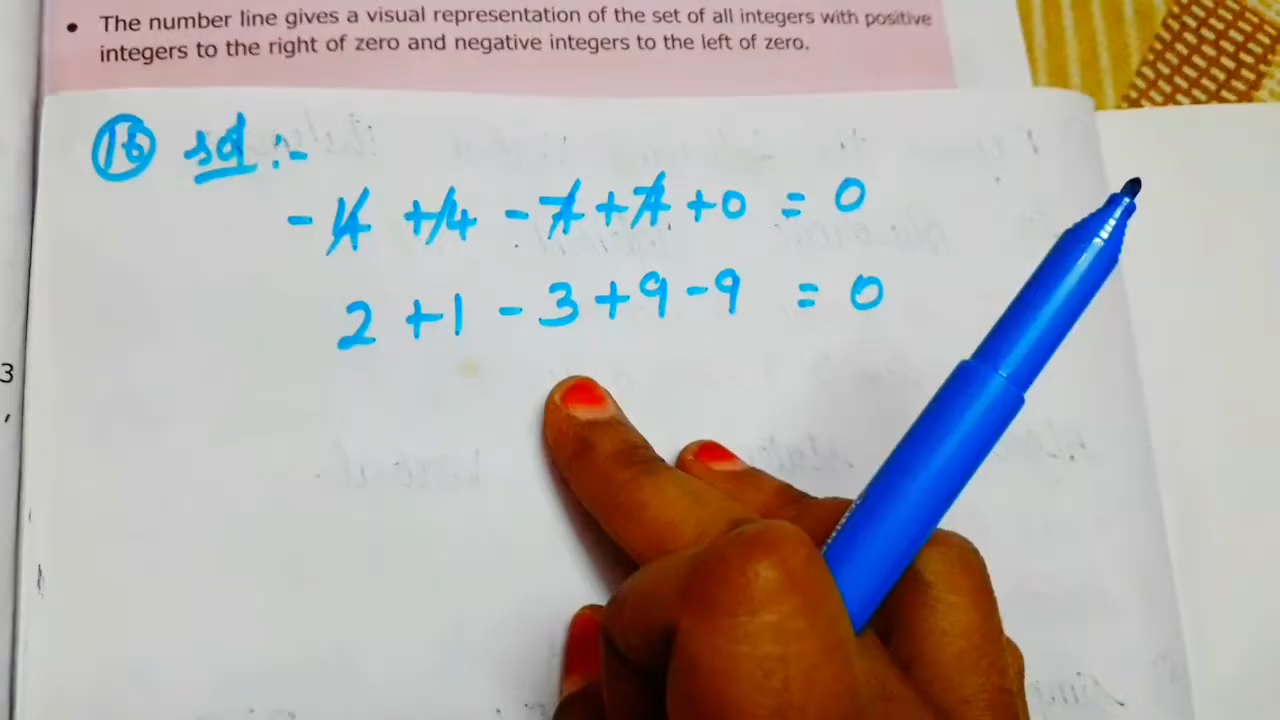 • The number line gives a visual representation of the set of all integers with positive
integers to the right of zero and negative integers to the left of zero.
16 sol :-
- 4 + 4 - 7 + 7 + 0 = 0
2 + 1 - 3 + 9 - 9 = 0
3
,